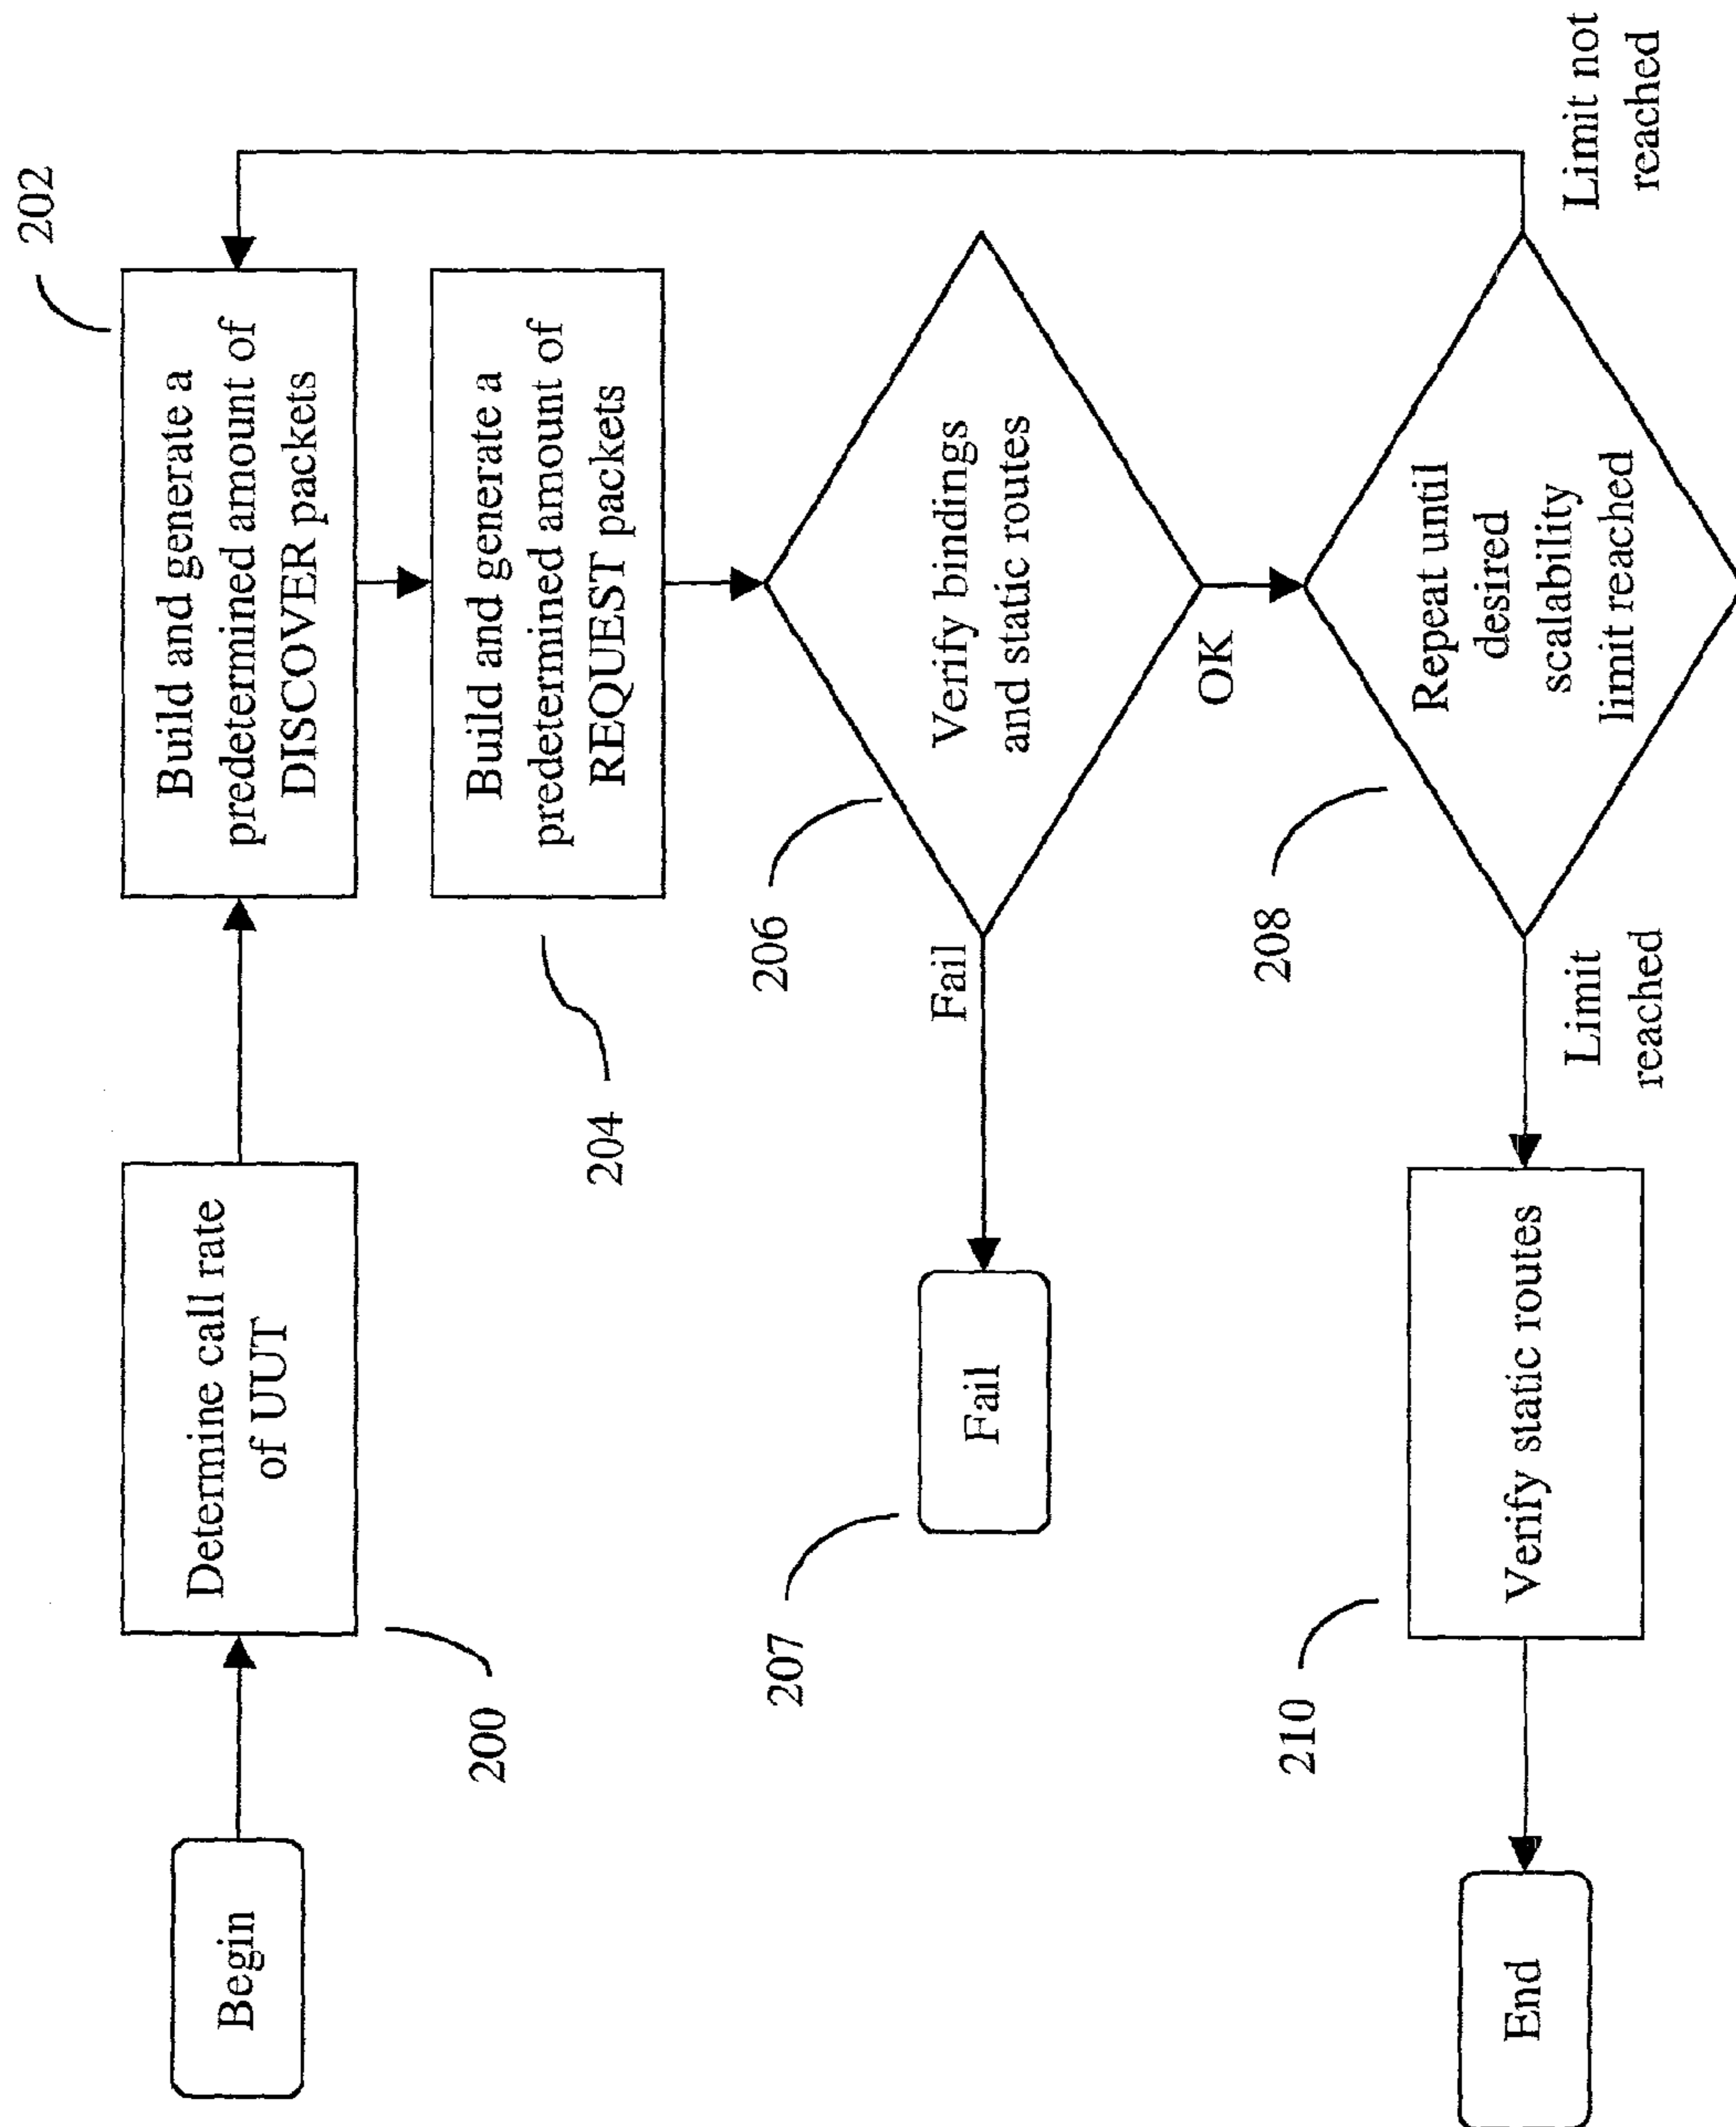 Begin
Determine call rate
of UUT
200
Build and generate a
predetermined amount of
DISCOVER packets
202
Build and generate a
predetermined amount of
REQUEST packets
204
Verify bindings
and static routes
206
Fail
Fail
207
OK
Repeat until
desired
scalability
limit reached
208
Limit not
reached
Limit
reached
Verify static routes
210
End